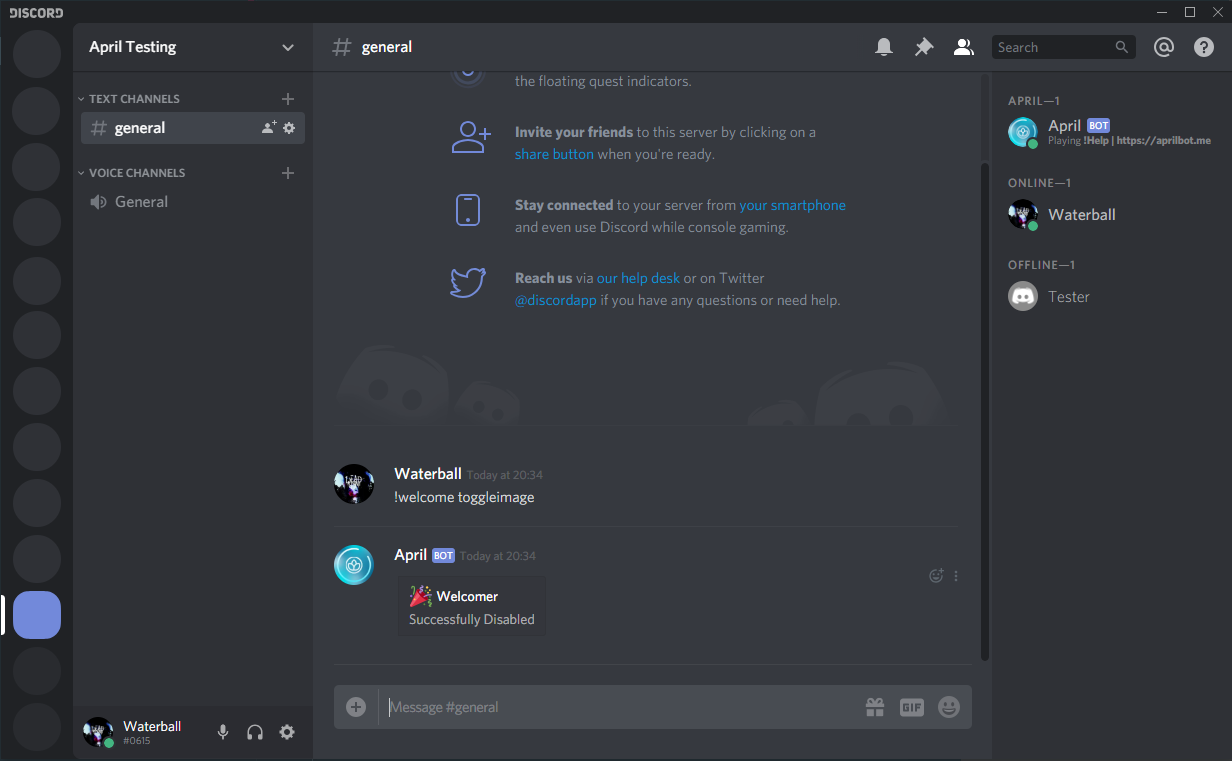 DISCORD
April Testing
TEXT CHANNELS
general
VOICE CHANNELS
General
Waterball
#0615
general
Search
the floating quest indicators.
Invite your friends to this server by clicking on a
share button when you're ready.
Stay connected to your server from your smartphone
and even use Discord while console gaming.
Reach us via our help desk or on Twitter
@discordapp if you have any questions or need help.
Waterball Today at 20:34
!welcome toggleimage
April BOT Today at 20:34
Welcomer
Successfully Disabled
Message #general
GIF
APRIL—1
April BOT
Playing !Help | https://aprilbot.me
ONLINE—1
Waterball
OFFLINE—1
Tester